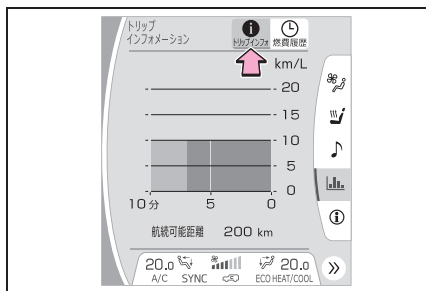 トリップ
インフォメーション
トリップインフォ 燃費履歴
km/L
20
15
10
5
0
10分 5 0
航続可能距離 200 km
20.0 20.0
A/C SYNC ECO HEAT/COOL